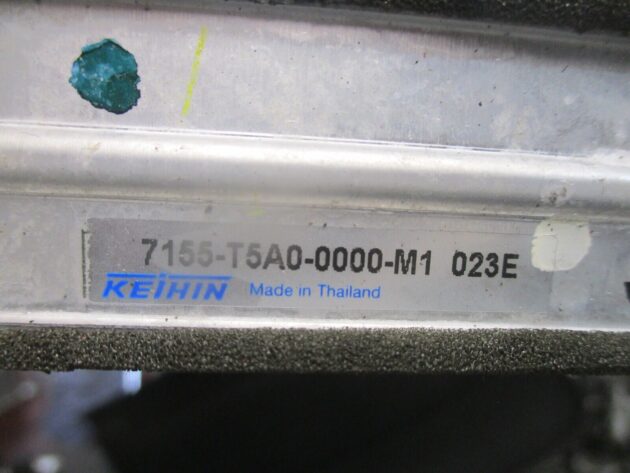 7155-T5A0-0000-M1 023E
KEIHIN Made in Thailand